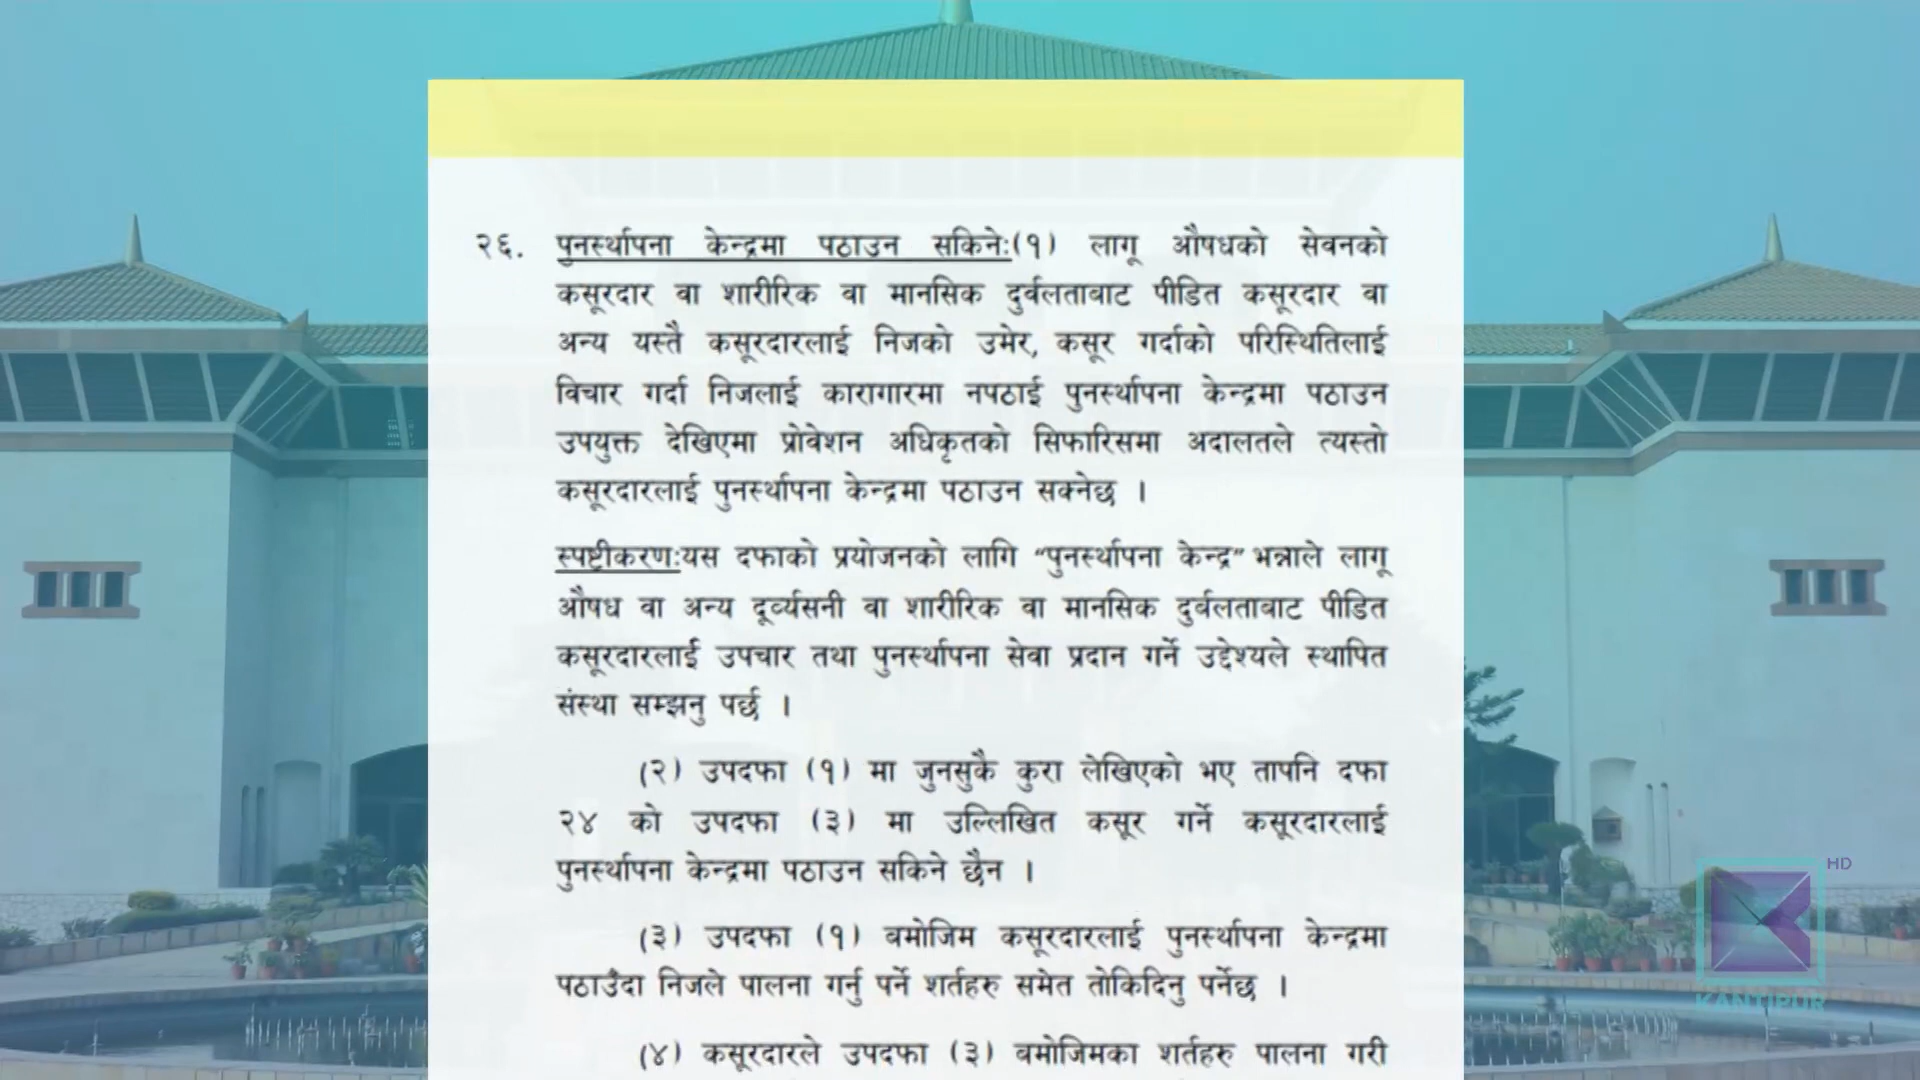 २६. पुनर्स्थापना केन्द्रमा पठाउन सकिने:(१) लागू औषधको सेवनको
कसूरदार वा शारीरिक वा मानसिक दुर्बलताबाट पीडित कसूरदार वा
अन्य यस्तै कसूरदारलाई निजको उमेर, कसूर गर्दाको परिस्थितिलाई
विचार गर्दा निजलाई कारागारमा नपठाई पुनर्स्थापना केन्द्रमा पठाउन
उपयुक्त देखिएमा प्रोवेशन अधिकृतको सिफारिसमा अदालतले त्यस्तो
कसूरदारलाई पुनर्स्थापना केन्द्रमा पठाउन सक्नेछ ।
स्पष्टीकरण:यस दफाको प्रयोजनको लागि “पुनर्स्थापना केन्द्र” भन्नाले लागू
औषध वा अन्य दूर्व्यसनी वा शारीरिक वा मानसिक दुर्बलताबाट पीडित
कसूरदारलाई उपचार तथा पुनर्स्थापना सेवा प्रदान गर्ने उद्देश्यले स्थापित
संस्था सम्झनु पर्छ ।
(२) उपदफा (१) मा जुनसुकै कुरा लेखिएको भए तापनि दफा
२४ को उपदफा (३) मा उल्लिखित कसूर गर्ने कसूरदारलाई
पुनर्स्थापना केन्द्रमा पठाउन सकिने छैन ।
(३) उपदफा (१) बमोजिम कसूरदारलाई पुनर्स्थापना केन्द्रमा
पठाउँदा निजले पालना गर्नु पर्ने शर्तहरु समेत तोकिदिनु पर्नेछ ।
(४) कसूरदारले उपदफा (३) बमोजिमका शर्तहरु पालना गरी
HD
KANTIPUR